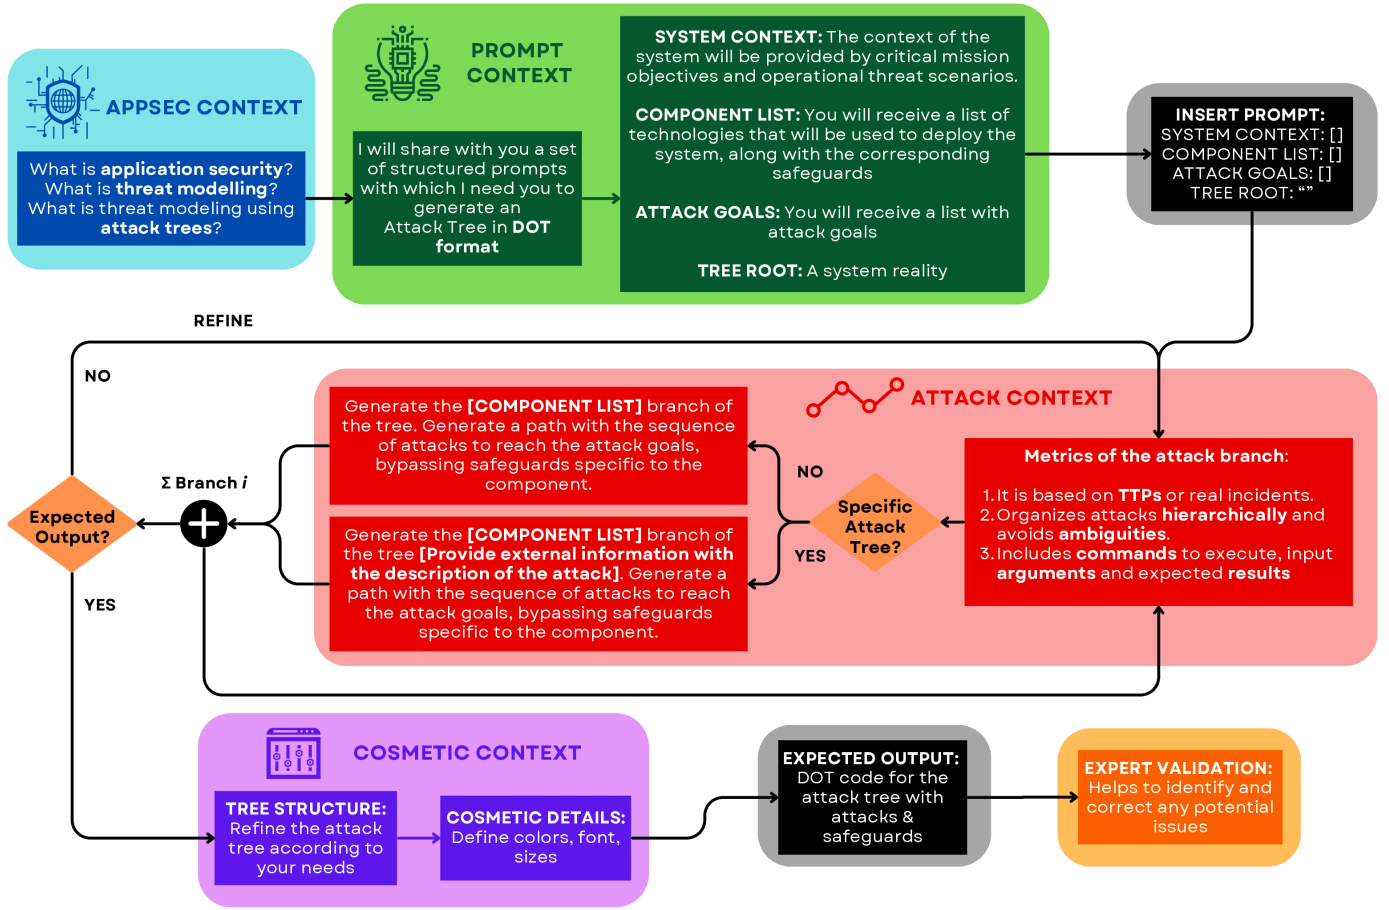 APPSEC CONTEXT
What is application security?
What is threat modelling?
What is threat modeling using
attack trees?
PROMPT
CONTEXT
I will share with you a set
of structured prompts
with which I need you to
generate an
Attack Tree in DOT
format
SYSTEM CONTEXT: The context of the
system will be provided by critical mission
objectives and operational threat scenarios.
COMPONENT LIST: You will receive a list of
technologies that will be used to deploy the
system, along with the corresponding
safeguards
ATTACK GOALS: You will receive a list with
attack goals
TREE ROOT: A system reality
INSERT PROMPT:
SYSTEM CONTEXT: []
COMPONENT LIST: []
ATTACK GOALS: []
TREE ROOT: “”
REFINE
NO
ATTACK CONTEXT
Metrics of the attack branch:
1. It is based on TTPs or real incidents.
2. Organizes attacks hierarchically and
avoids ambiguities.
3. Includes commands to execute, input
arguments and expected results
Specific
Attack
Tree?
NO
YES
Generate the [COMPONENT LIST] branch of
the tree. Generate a path with the sequence
of attacks to reach the attack goals,
bypassing safeguards specific to the
component.
Generate the [COMPONENT LIST] branch of
the tree [Provide external information with
the description of the attack]. Generate a
path with the sequence of attacks to reach
the attack goals, bypassing safeguards
specific to the component.
Σ Branch i
Expected
Output?
YES
COSMETIC CONTEXT
TREE STRUCTURE:
Refine the attack
tree according to
your needs
COSMETIC DETAILS:
Define colors, font,
sizes
EXPECTED OUTPUT:
DOT code for the
attack tree with
attacks &
safeguards
EXPERT VALIDATION:
Helps to identify and
correct any potential
issues